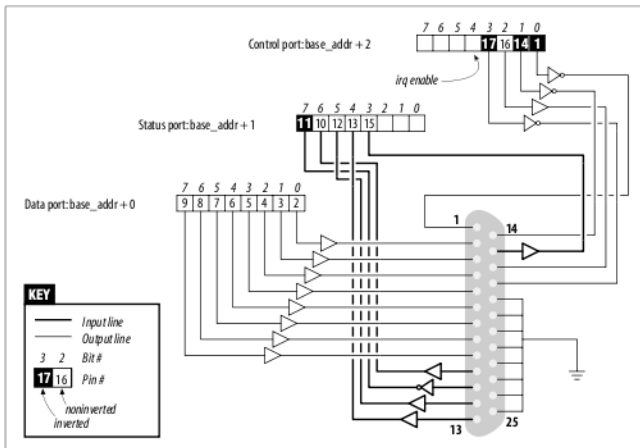 7 6 5 4 3 2 1 0
Control port: base_addr + 2
17 16 14 1
irq enable
7 6 5 4 3 2 1 0
Status port: base_addr + 1
11 10 12 13 15
7 6 5 4 3 2 1 0
Data port: base_addr + 0
9 8 7 6 5 4 3 2
1
14
KEY
Input line
Output line
3 2 Bit #
17 16 Pin #
noninverted
inverted
13
25